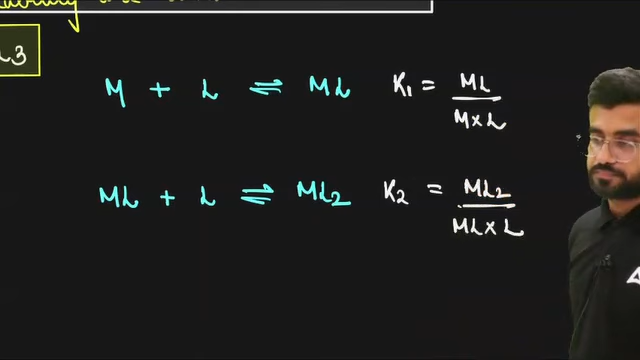 L3
M + L ⇌ ML K₁ = ML / M×L
ML + L ⇌ ML₂ K₂ = ML₂ / ML×L